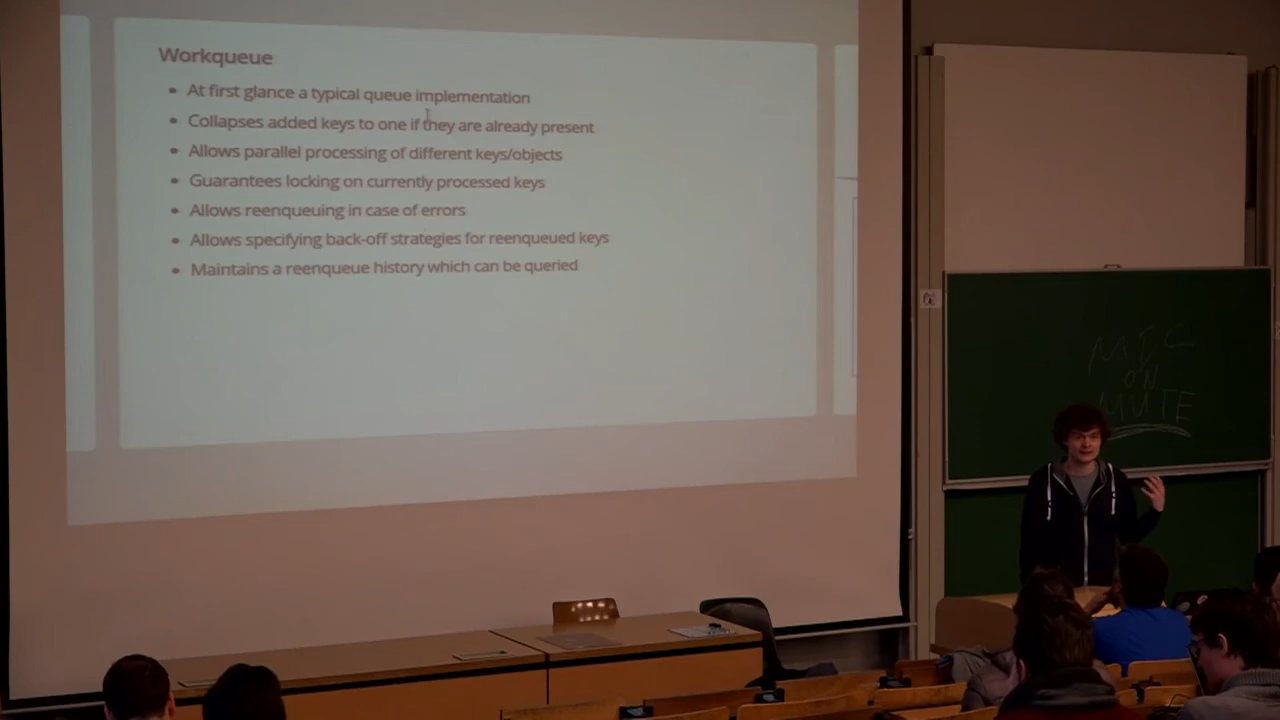 Workqueue
At first glance a typical queue implementation
Collapses added keys to one if they are already present
Allows parallel processing of different keys/objects
Guarantees locking on currently processed keys
Allows reenqueuing in case of errors
Allows specifying back-off strategies for reenqueued keys
Maintains a reenqueue history which can be queried
MIC
ON
MUTE